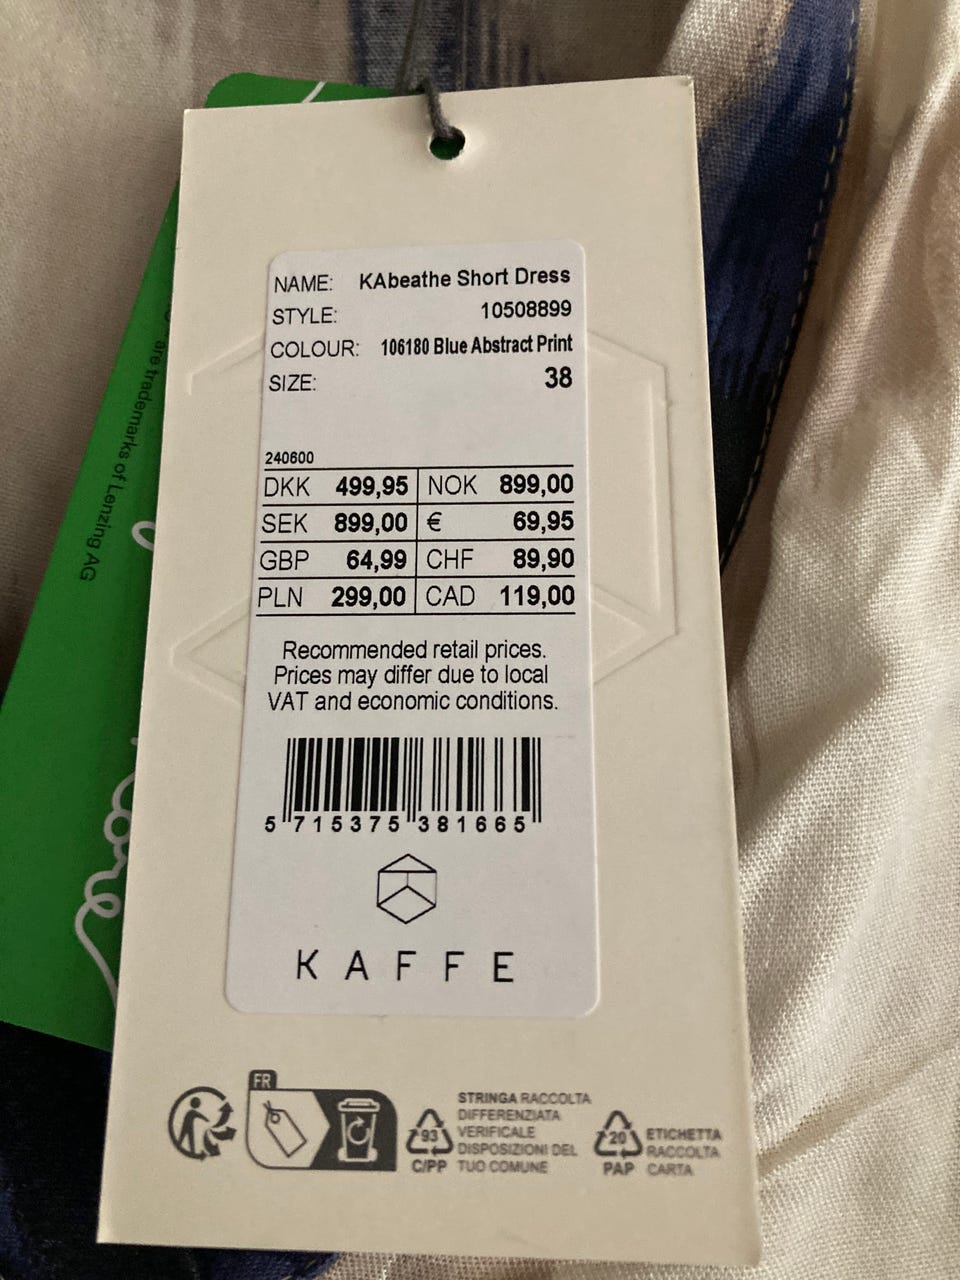 NAME: KAbeathe Short Dress
STYLE: 10508899
COLOUR: 106180 Blue Abstract Print
SIZE: 38
240600
DKK 499,95 NOK 899,00
SEK 899,00 € 69,95
GBP 64,99 CHF 89,90
PLN 299,00 CAD 119,00
Recommended retail prices.
Prices may differ due to local
VAT and economic conditions.
5 715375 381665
KAFFE
FR
93
C/PP
STRINGA RACCOLTA
DIFFERENZIATA
VERIFICALE
DISPOSIZIONI DEL
TUO COMUNE
20
PAP
ETICHETTA
RACCOLTA
CARTA
are trademarks of Lenzing AG